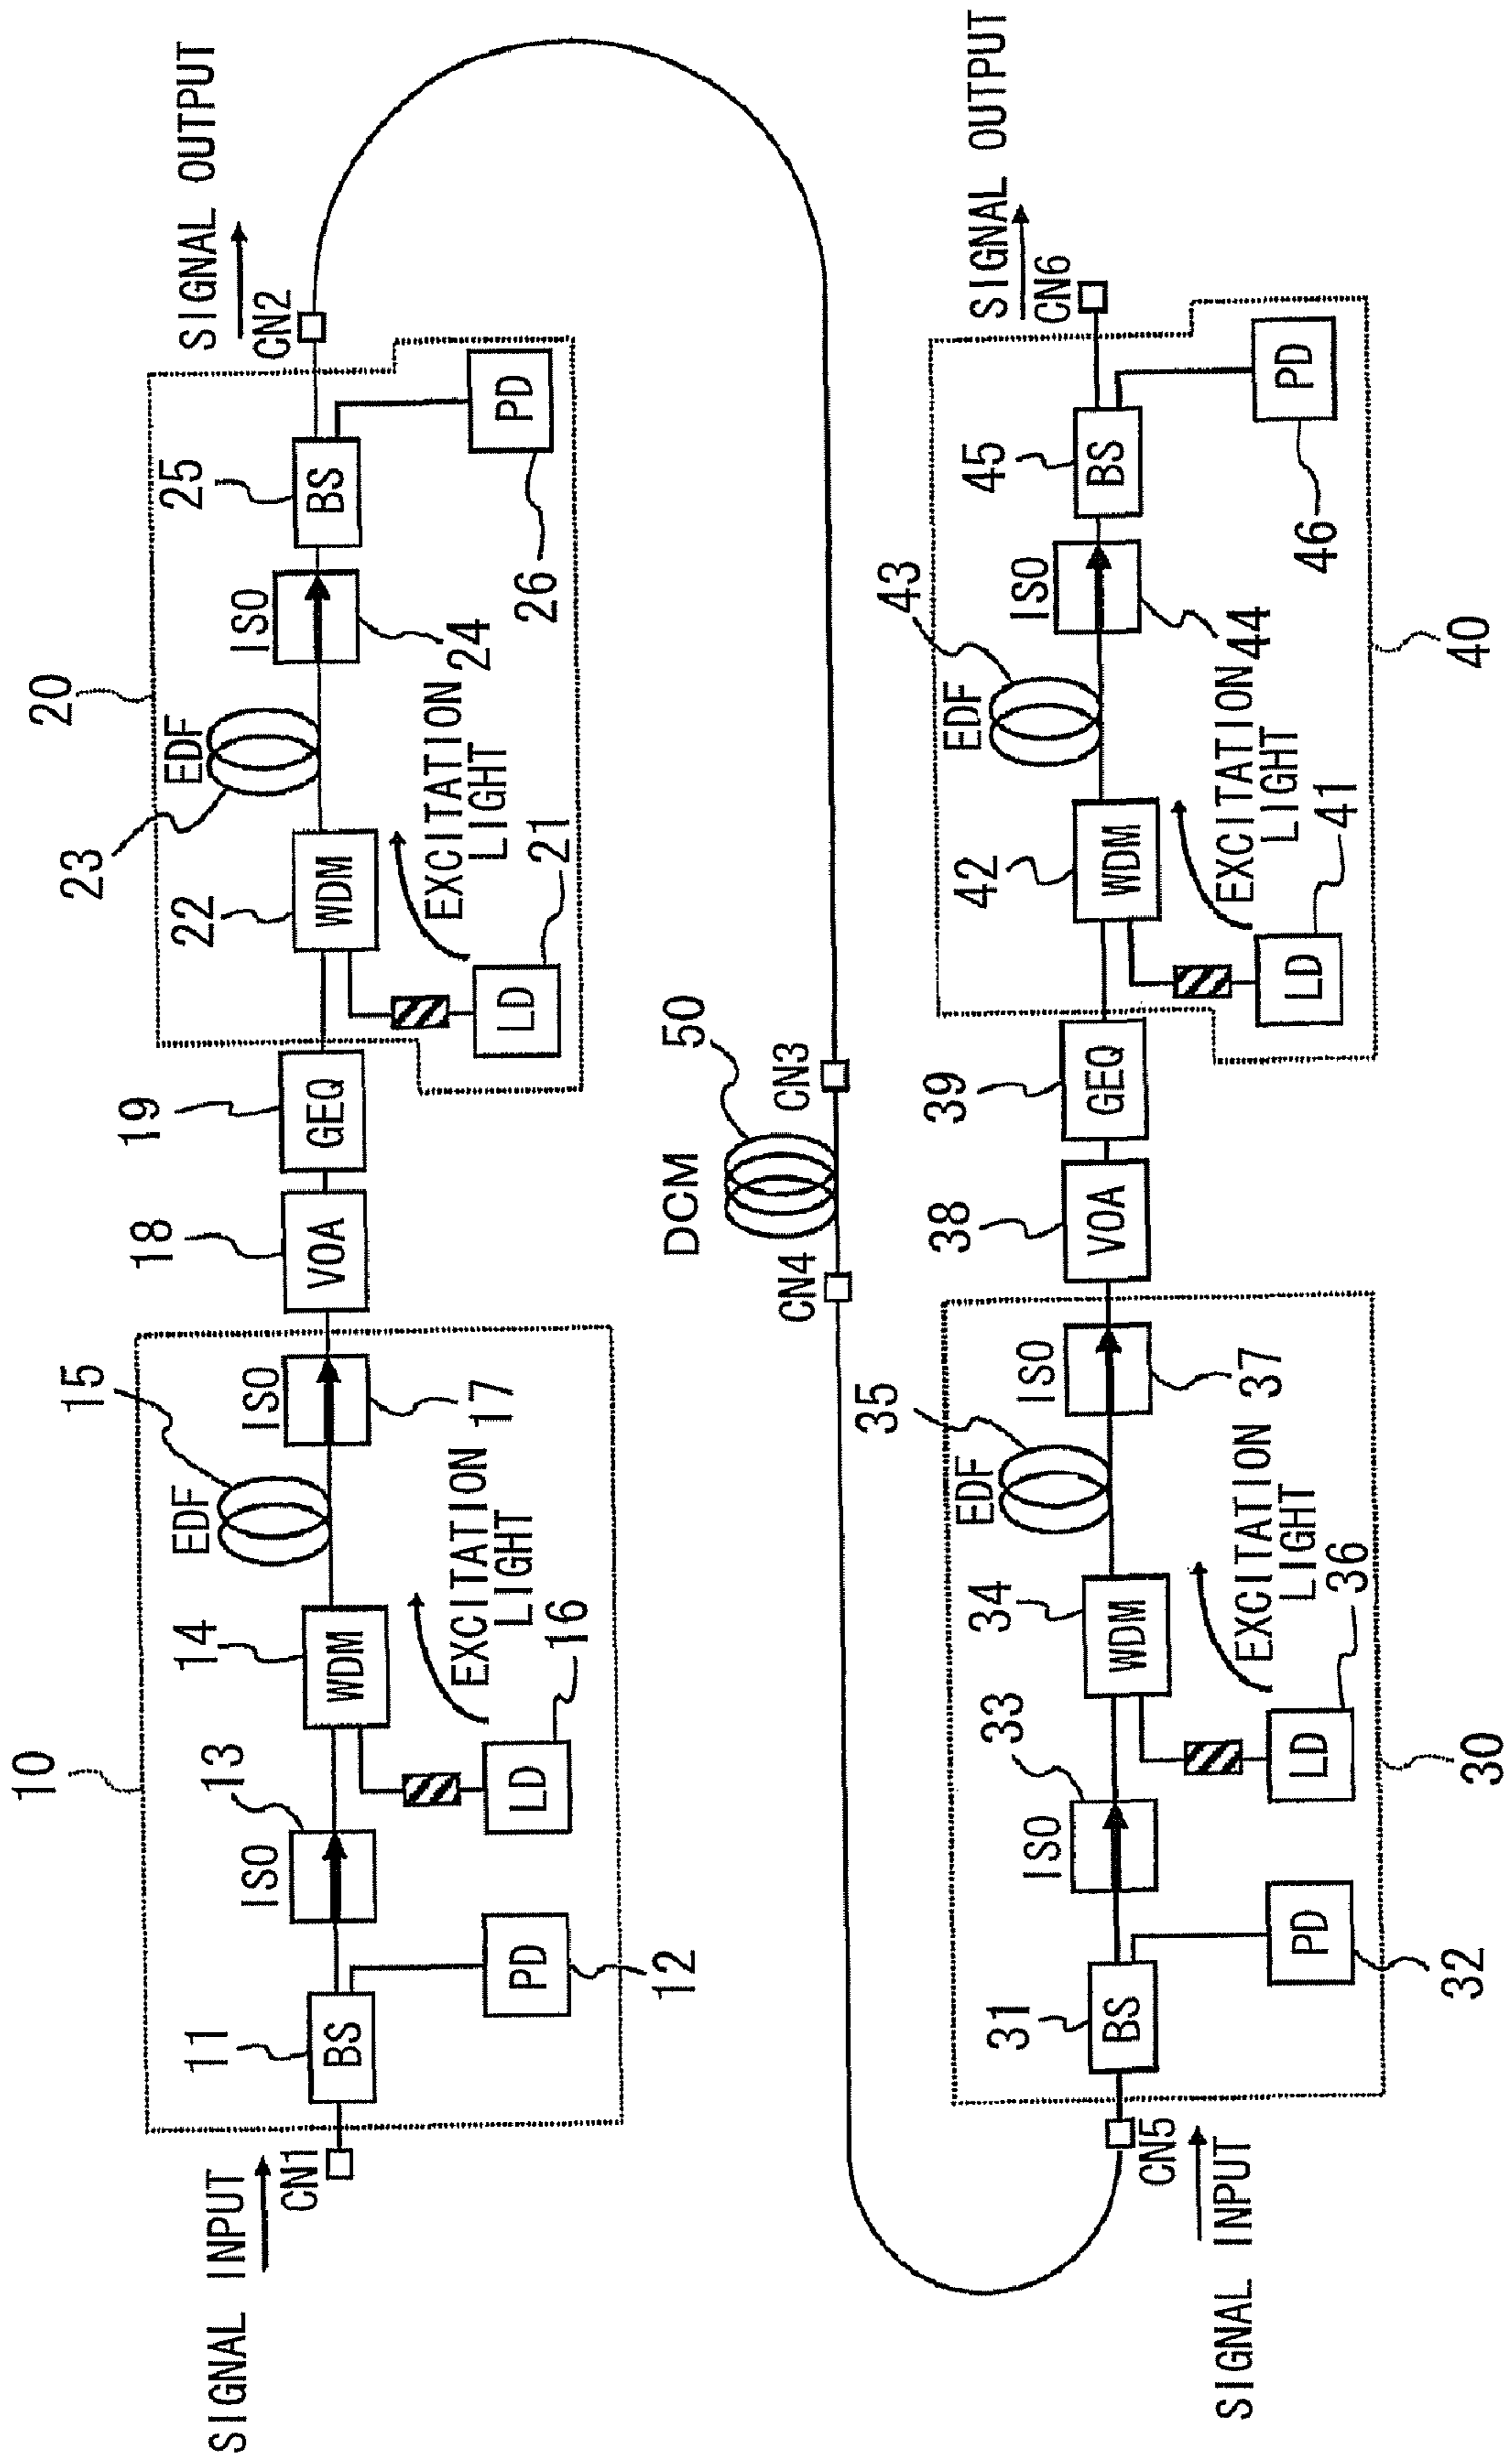 SIGNAL INPUT
CN1
10
11
BS
PD
12
13
ISO
14
WDM
LD
16
EXCITATION
LIGHT
15
EDF
ISO
17
18
VOA
19
GEQ
20
22
WDM
LD
21
EXCITATION
LIGHT
23
EDF
ISO
24
25
BS
PD
26
CN2
SIGNAL OUTPUT
CN3
50
DCM
CN4
SIGNAL INPUT
CN5
30
31
BS
PD
32
33
ISO
34
WDM
LD
36
EXCITATION
LIGHT
35
EDF
ISO
37
38
VOA
39
GEQ
40
42
WDM
LD
41
EXCITATION
LIGHT
43
EDF
ISO
44
45
BS
PD
46
CN6
SIGNAL OUTPUT